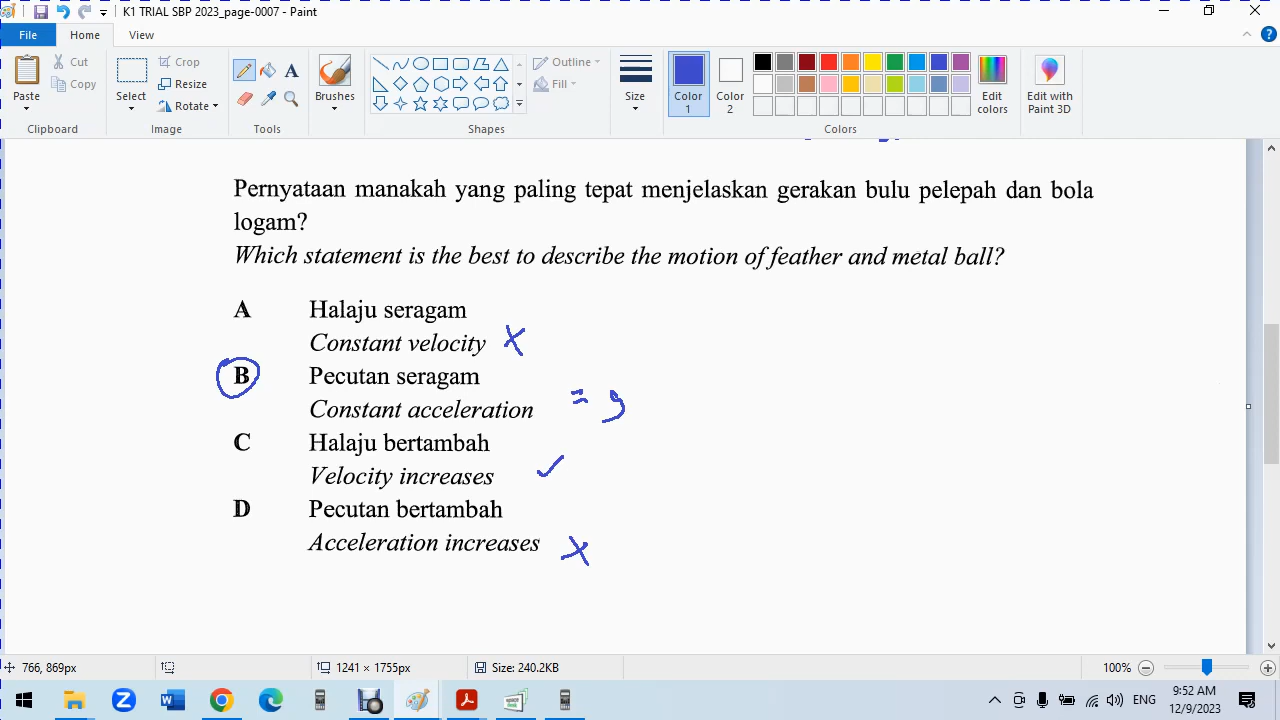 K1 TRIAL SBP 2023_page-0007 - Paint
File Home View
Paste Cut Copy
Select Crop Resize Rotate
Brushes
Outline Fill
Size
Color 1 Color 2
Edit colors
Edit with Paint 3D
Clipboard Image Tools Shapes Colors
Pernyataan manakah yang paling tepat menjelaskan gerakan bulu pelepah dan bola
logam?
Which statement is the best to describe the motion of feather and metal ball?
A Halaju seragam
Constant velocity X
B Pecutan seragam
Constant acceleration = g
C Halaju bertambah
Velocity increases ✓
D Pecutan bertambah
Acceleration increases X
766, 869px 1241 × 1755px Size: 240.2KB 100%
ENG 9:52 AM
12/9/2023